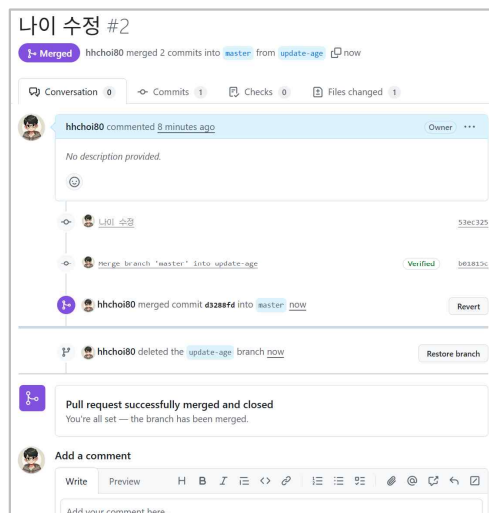 나이 수정 #2
Merged hhchoi80 merged 2 commits into master from update-age now
Conversation 0 Commits 1 Checks 0 Files changed 1
hhchoi80 commented 8 minutes ago Owner ...
No description provided.
나이 수정 53ec325
Merge branch 'master' into update-age Verified b01815c
hhchoi80 merged commit d3288fd into master now Revert
hhchoi80 deleted the update-age branch now Restore branch
Pull request successfully merged and closed
You're all set — the branch has been merged.
Add a comment
Write Preview H B I
Add your comment here